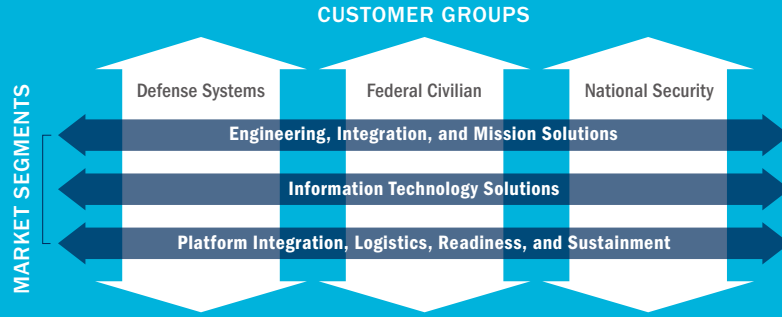 CUSTOMER GROUPS
MARKET SEGMENTS
Defense Systems
Federal Civilian
National Security
Engineering, Integration, and Mission Solutions
Information Technology Solutions
Platform Integration, Logistics, Readiness, and Sustainment